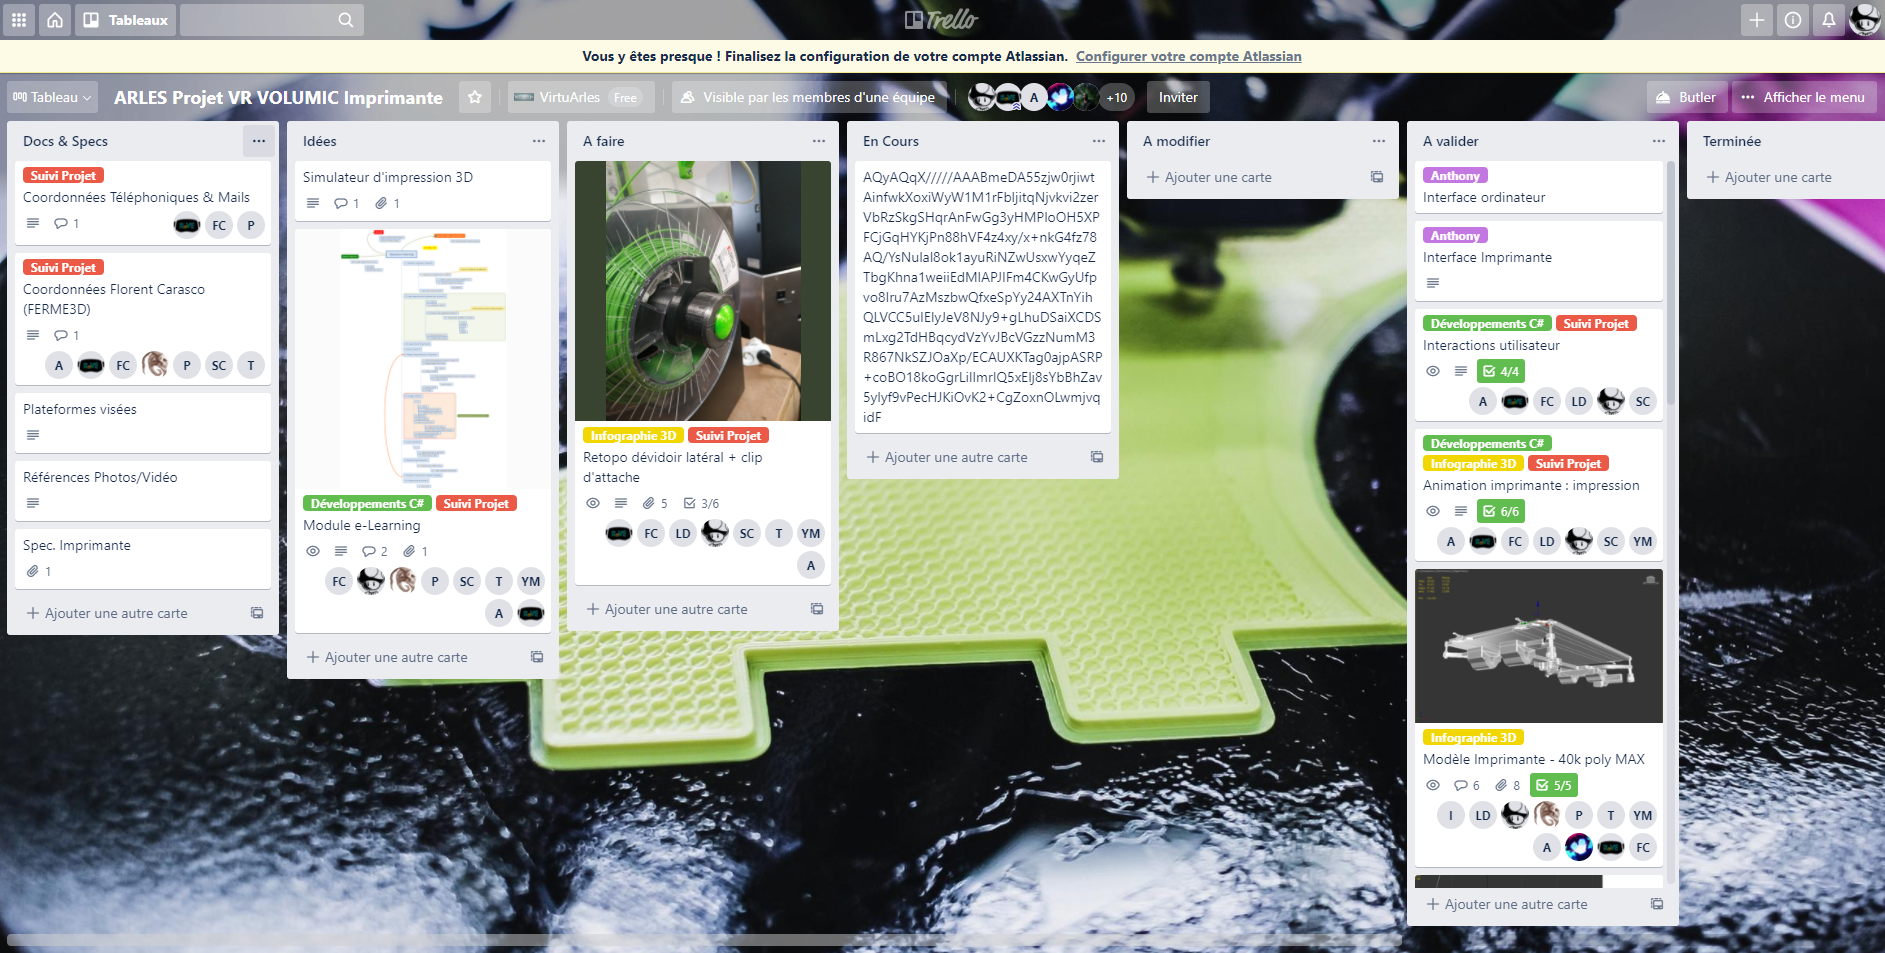 Tableaux
Trello
Vous y êtes presque ! Finalisez la configuration de votre compte Atlassian. Configurer votre compte Atlassian
Tableau
ARLES Projet VR VOLUMIC Imprimante
VirtuArles Free
Visible par les membres d'une équipe
A
+10
Inviter
Butler
Afficher le menu
Docs & Specs
Suivi Projet
Coordonnées Téléphoniques & Mails
1
FC P
Suivi Projet
Coordonnées Florent Carasco
(FERME3D)
1
A FC P SC T
Plateformes visées
Références Photos/Vidéo
Spec. Imprimante
1
Ajouter une autre carte
Idées
Simulateur d'impression 3D
1 1
Développements C# Suivi Projet
Module e-Learning
2 1
FC P SC T YM
A
Ajouter une autre carte
A faire
Infographie 3D Suivi Projet
Retopo dévidoir latéral + clip
d'attache
5 3/6
FC LD SC T YM
A
Ajouter une autre carte
En Cours
Ajouter une autre carte
A modifier
Ajouter une carte
A valider
Anthony
Interface ordinateur
Anthony
Interface Imprimante
Développements C# Suivi Projet
Interactions utilisateur
4/4
A FC LD SC
Développements C#
Infographie 3D Suivi Projet
Animation imprimante : impression
6/6
A FC LD SC YM
Infographie 3D
Modèle Imprimante - 40k poly MAX
6 8 5/5
I LD P T YM
A FC
Ajouter une autre carte
Terminée
Ajouter une carte